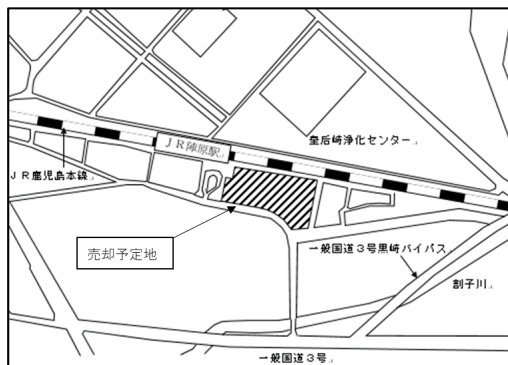 皇后崎浄化センター
ＪＲ陣原駅
ＪＲ鹿児島本線
売却予定地
一般国道３号黒崎バイパス
割子川
一般国道３号